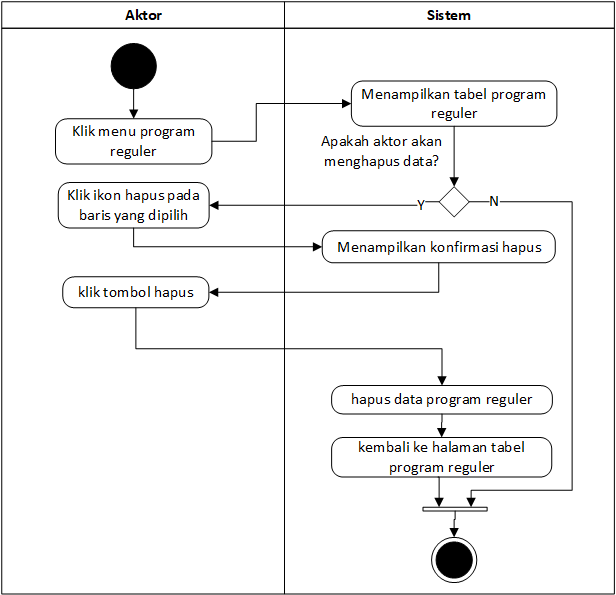 Aktor
Sistem
Menampilkan tabel program
reguler
Klik menu program
reguler
Apakah aktor akan
menghapus data?
Klik ikon hapus pada
baris yang dipilih
Y
N
Menampilkan konfirmasi hapus
klik tombol hapus
hapus data program reguler
kembali ke halaman tabel
program reguler